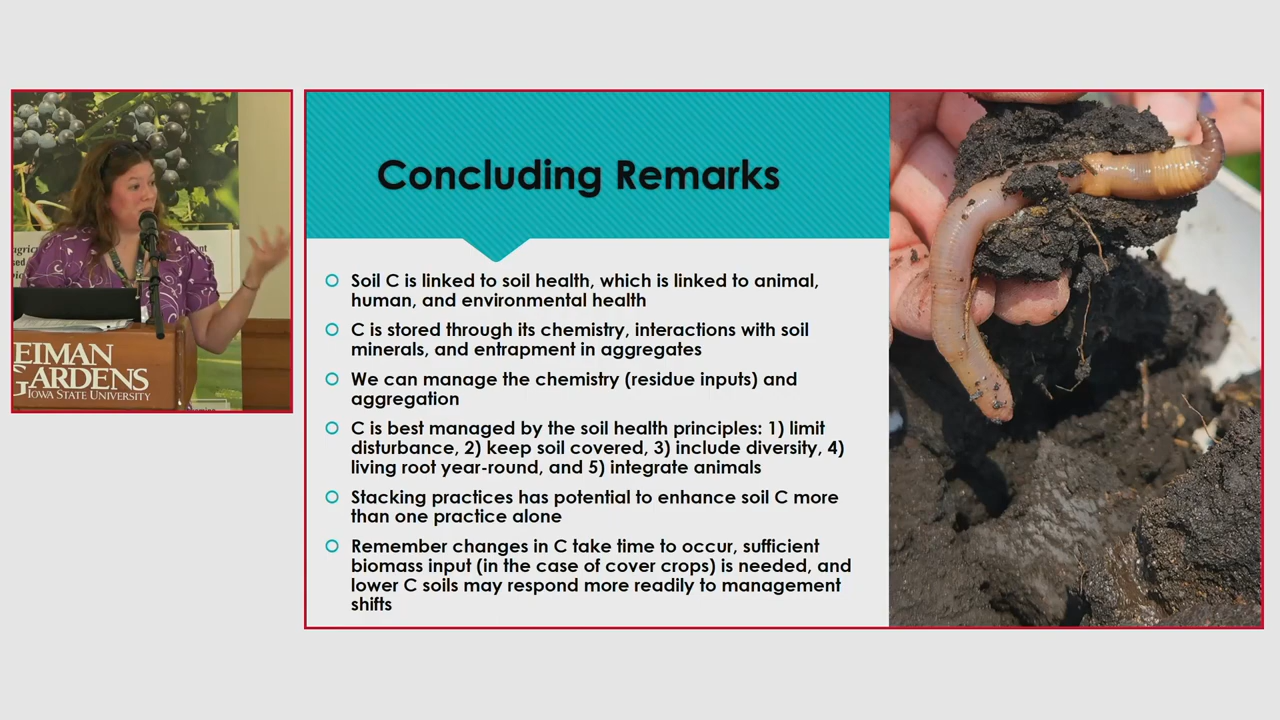 EIMAN
GARDENS
IOWA STATE UNIVERSITY
Concluding Remarks
Soil C is linked to soil health, which is linked to animal,
human, and environmental health
C is stored through its chemistry, interactions with soil
minerals, and entrapment in aggregates
We can manage the chemistry (residue inputs) and
aggregation
C is best managed by the soil health principles: 1) limit
disturbance, 2) keep soil covered, 3) include diversity, 4)
living root year-round, and 5) integrate animals
Stacking practices has potential to enhance soil C more
than one practice alone
Remember changes in C take time to occur, sufficient
biomass input (in the case of cover crops) is needed, and
lower C soils may respond more readily to management
shifts